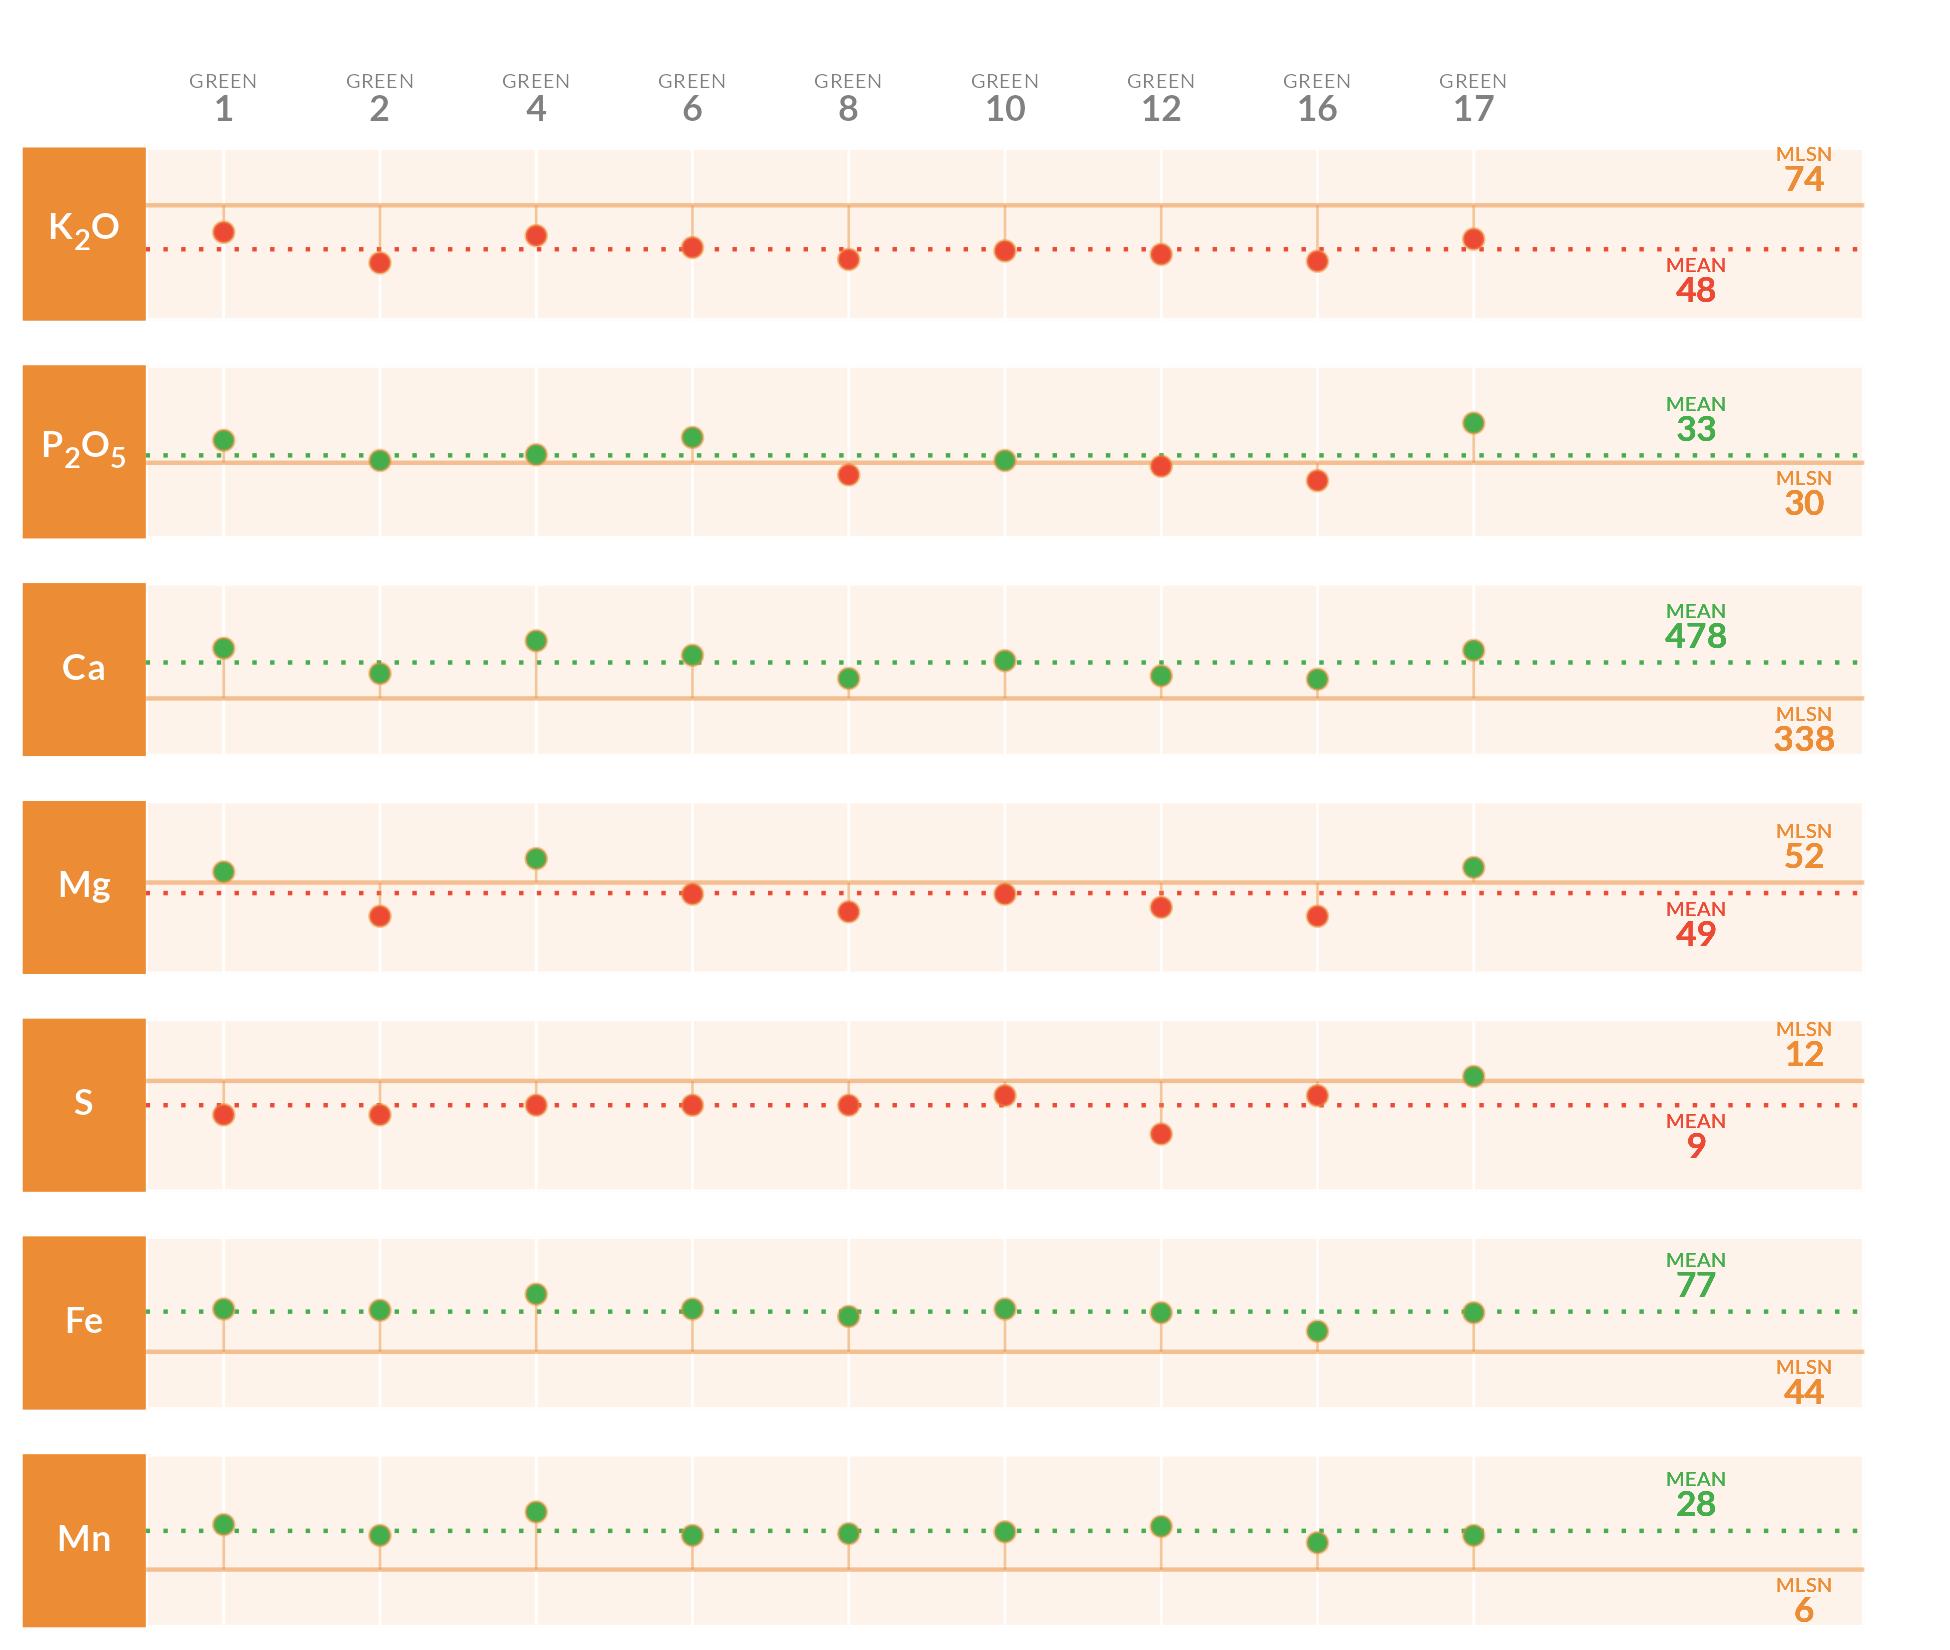 GREEN GREEN GREEN GREEN GREEN GREEN GREEN GREEN GREEN
1 2 4 6 8 10 12 16 17
MLSN
74
K₂O
MEAN
48
MEAN
33
P₂O₅
MLSN
30
MEAN
478
Ca
MLSN
338
MLSN
52
Mg
MEAN
49
MLSN
12
S
MEAN
9
MEAN
77
Fe
MLSN
44
MEAN
28
Mn
MLSN
6